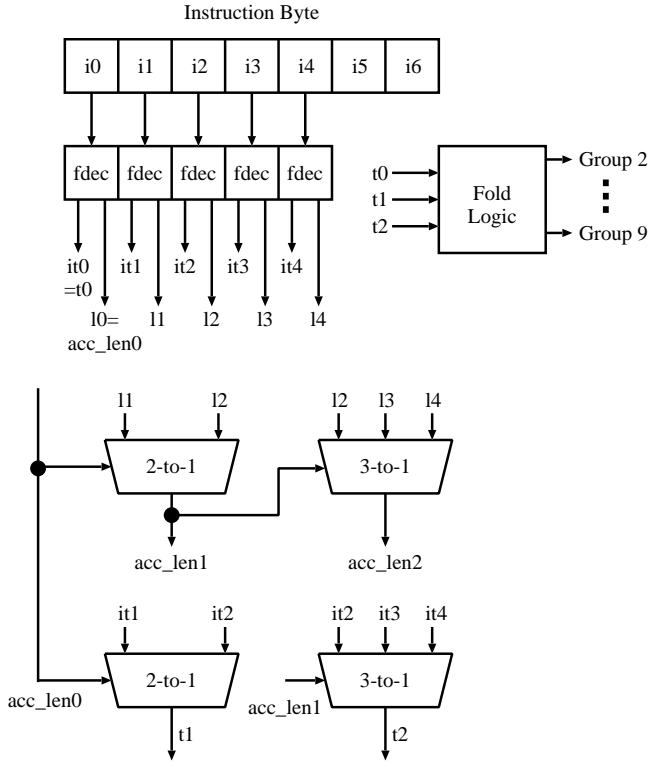 Instruction Byte
i0 i1 i2 i3 i4 i5 i6
fdec fdec fdec fdec fdec
t0
t1
t2
Fold
Logic
Group 2
Group 9
it0
=t0
it1 it2 it3 it4
l0=
acc_len0
l1 l2 l3 l4
l1 l2
2-to-1
acc_len1
l2 l3 l4
3-to-1
acc_len2
it1 it2
acc_len0
2-to-1
t1
it2 it3 it4
acc_len1
3-to-1
t2